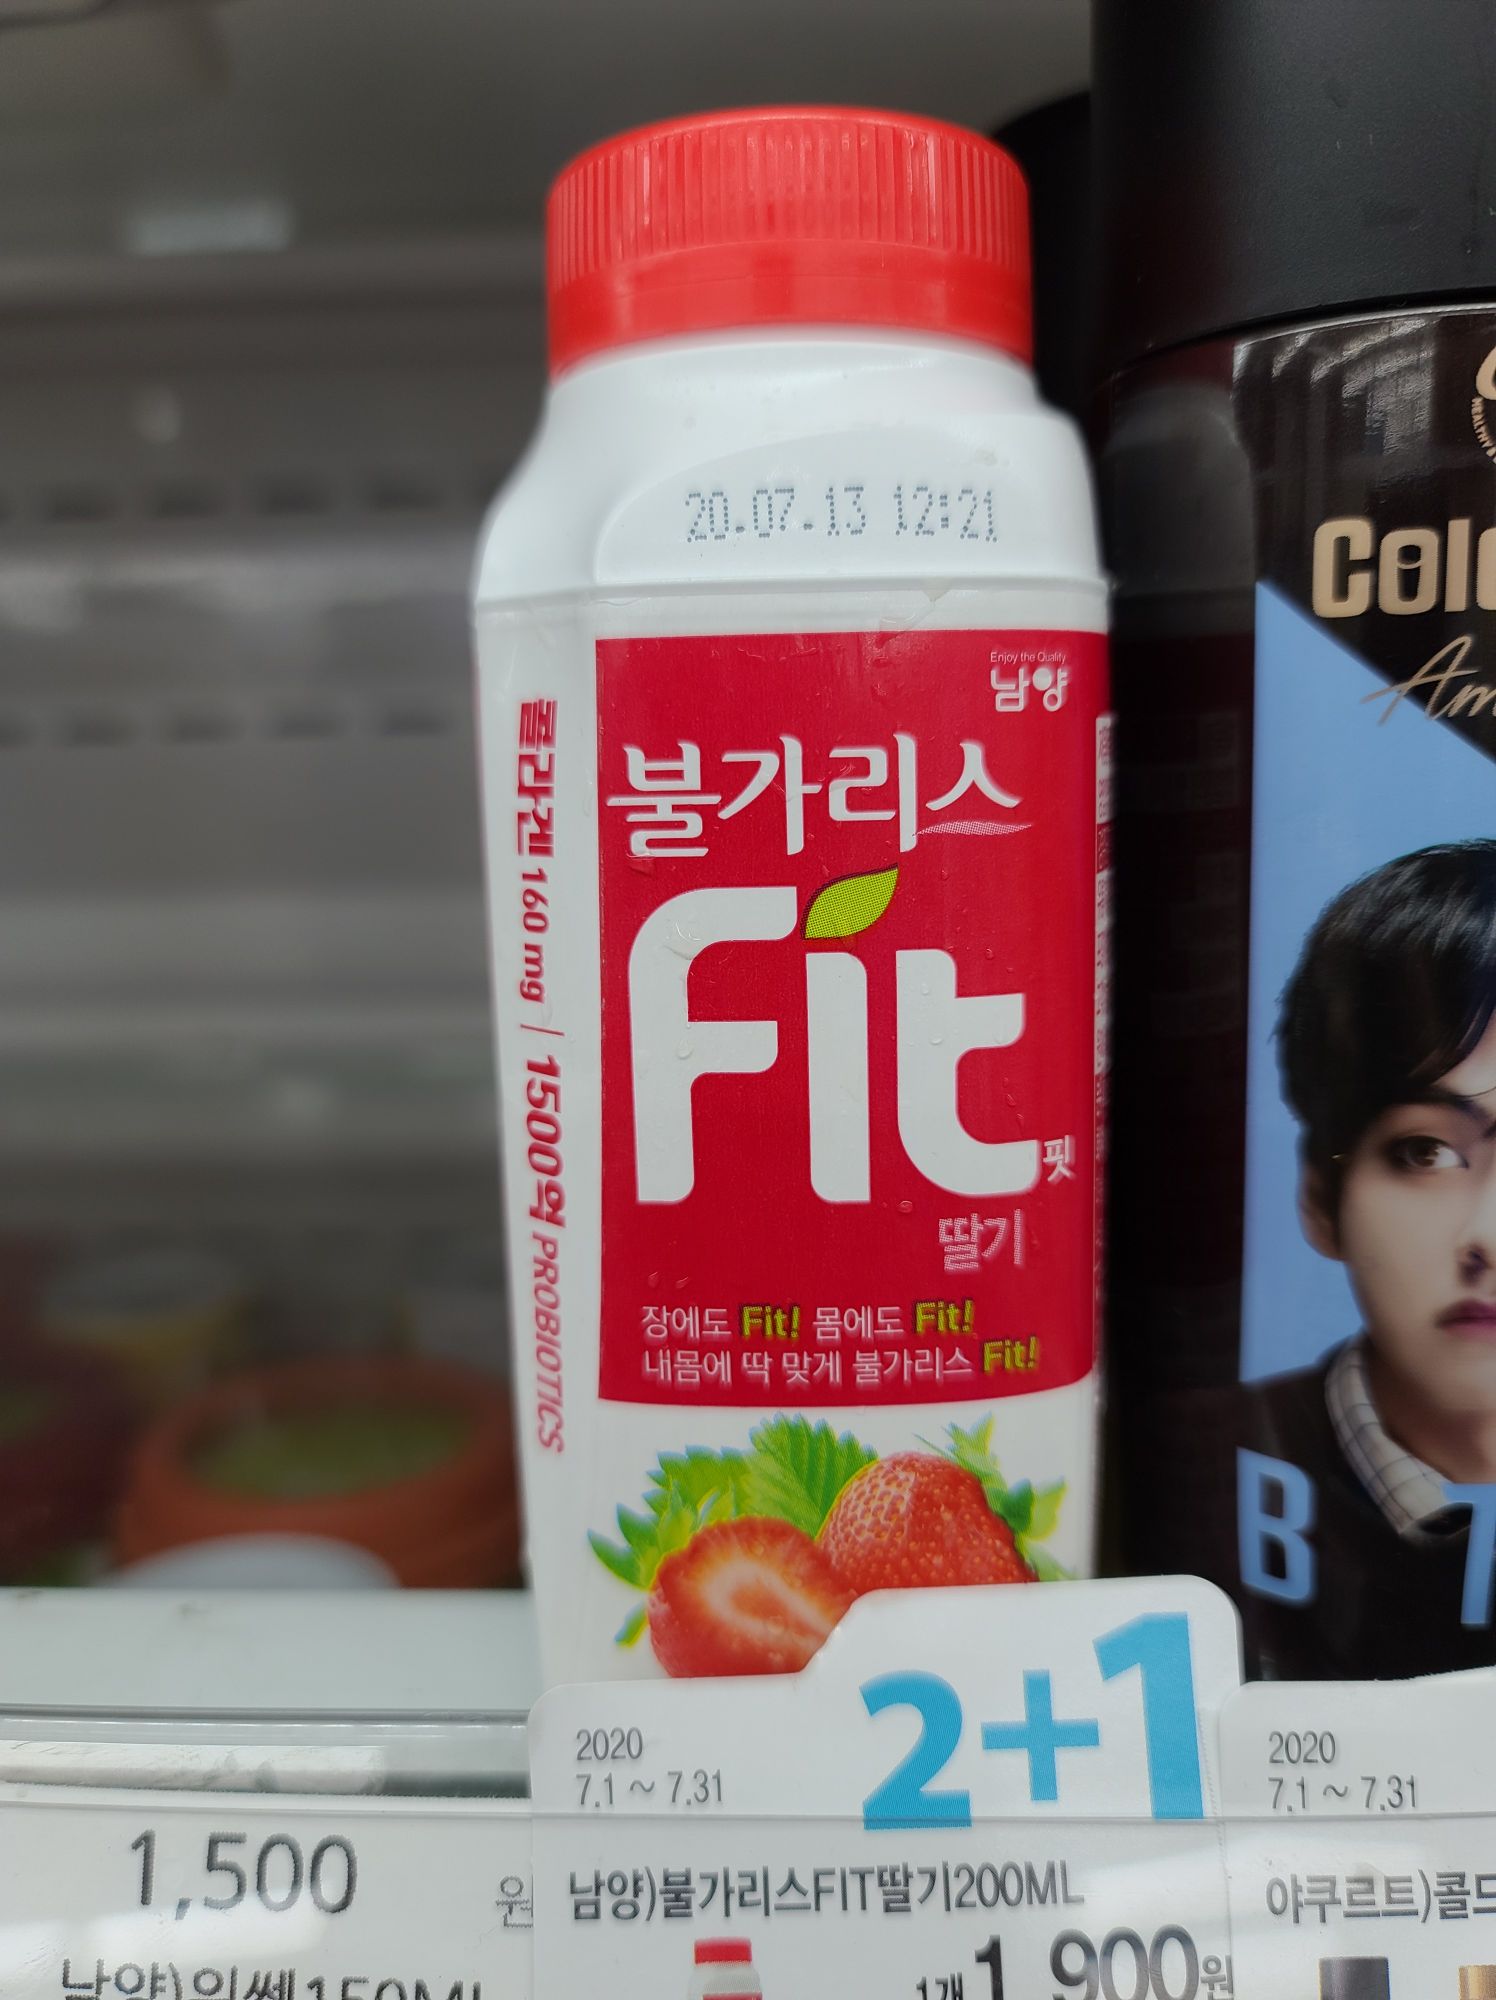 20.07.13 12:21
Enjoy the Quality
남양
불가리스
Fit
핏
딸기
장에도 Fit! 몸에도 Fit!
내몸에 딱 맞게 불가리스 Fit!
콜라겐 160 mg | 1500억 PROBIOTICS
Am
B
2+1
2020
7.1 ~ 7.31
남양)불가리스FIT딸기200ML
1개 1,900원
1,500 원
2020
7.1 ~ 7.31
야쿠르트)콜드